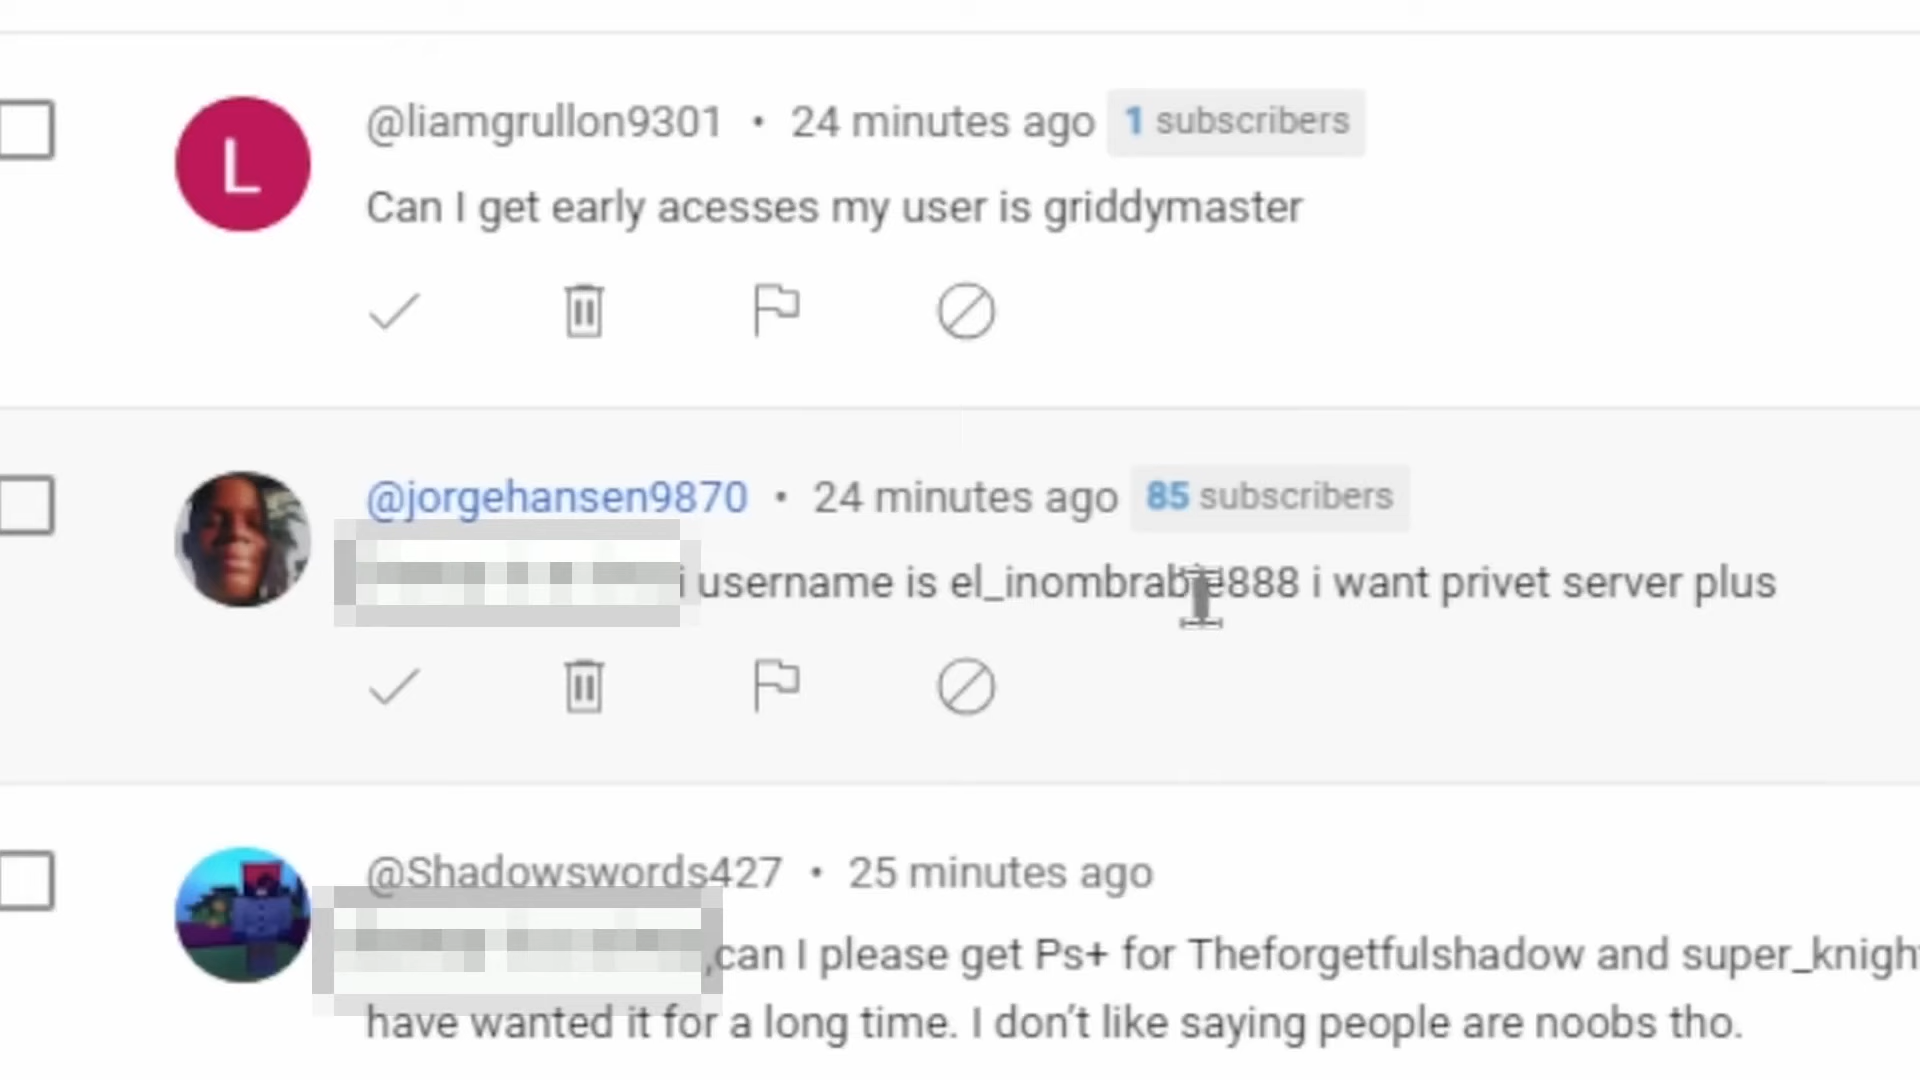 @liamgrullon9301 • 24 minutes ago 1 subscribers
L
Can I get early acesses my user is griddymaster
@jorgehansen9870 • 24 minutes ago 85 subscribers
i username is el_inombrable888 i want privet server plus
@Shadowswords427 • 25 minutes ago
,can I please get Ps+ for Theforgetfulshadow and super_knigh
have wanted it for a long time. I don't like saying people are noobs tho.